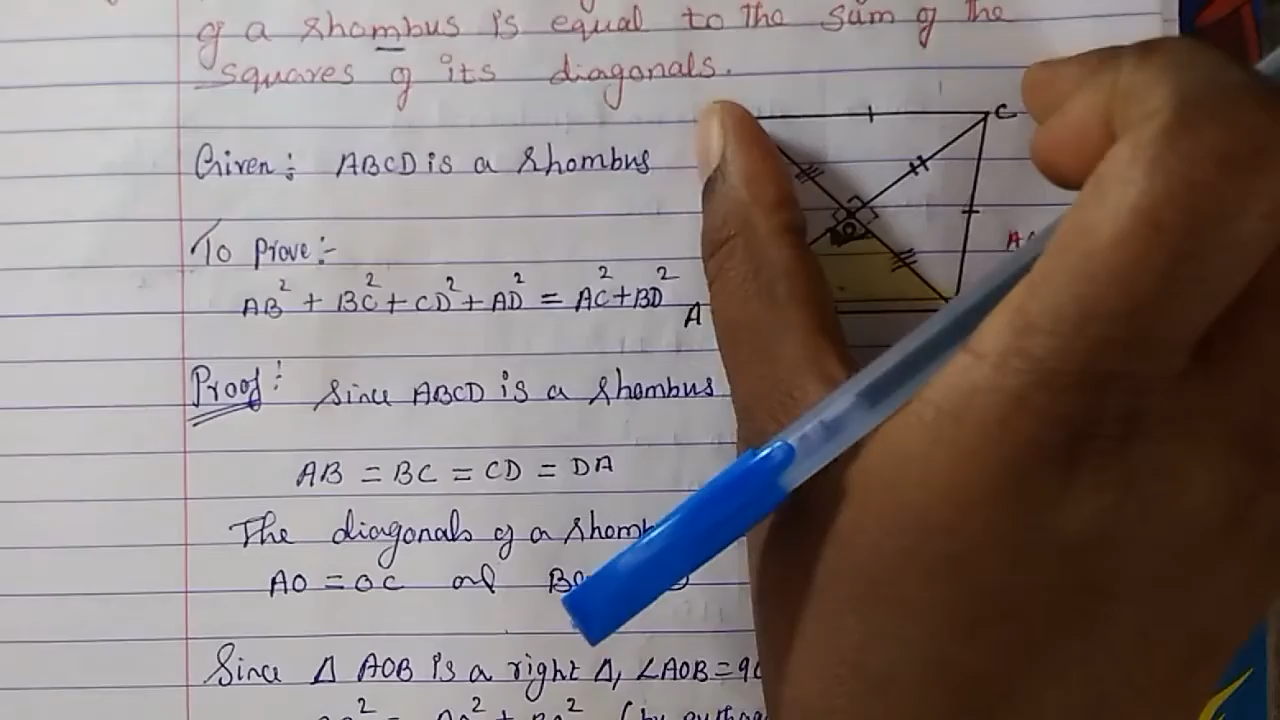 of a rhombus is equal to the sum of the
squares of its diagonals.
Given : ABCD is a rhombus
C
To Prove :-
AB² + BC² + CD² + AD² = AC² + BD²
A
O
Proof : Since ABCD is a rhombus
AB = BC = CD = DA
The diagonals of a rhomb
AO = OC and
Since Δ AOB is a right Δ, ∠AOB = 90